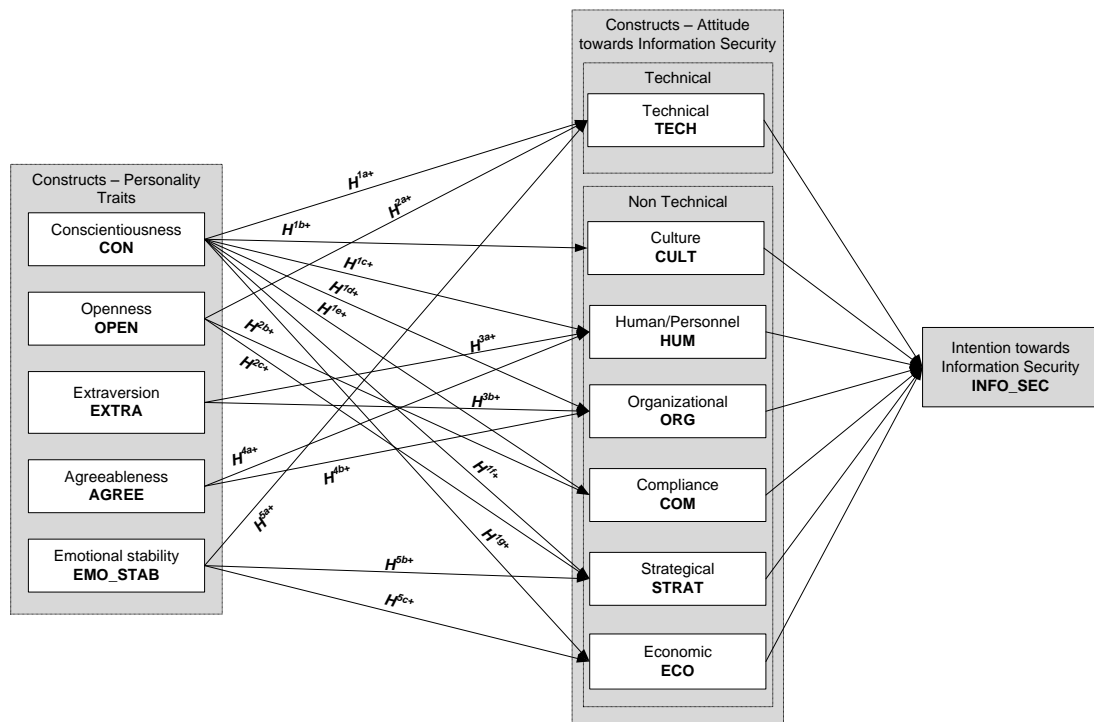 Constructs – Personality
Traits
Conscientiousness
CON
Openness
OPEN
Extraversion
EXTRA
Agreeableness
AGREE
Emotional stability
EMO_STAB
H1a+
H2a+
H1b+
H1c+
H1d+
H1e+
H2b+
H2c+
H3a+
H3b+
H4a+
H4b+
H1f+
H5a+
H1g+
H5b+
H5c+
Constructs – Attitude
towards Information Security
Technical
Technical
TECH
Non Technical
Culture
CULT
Human/Personnel
HUM
Organizational
ORG
Compliance
COM
Strategical
STRAT
Economic
ECO
Intention towards
Information Security
INFO_SEC